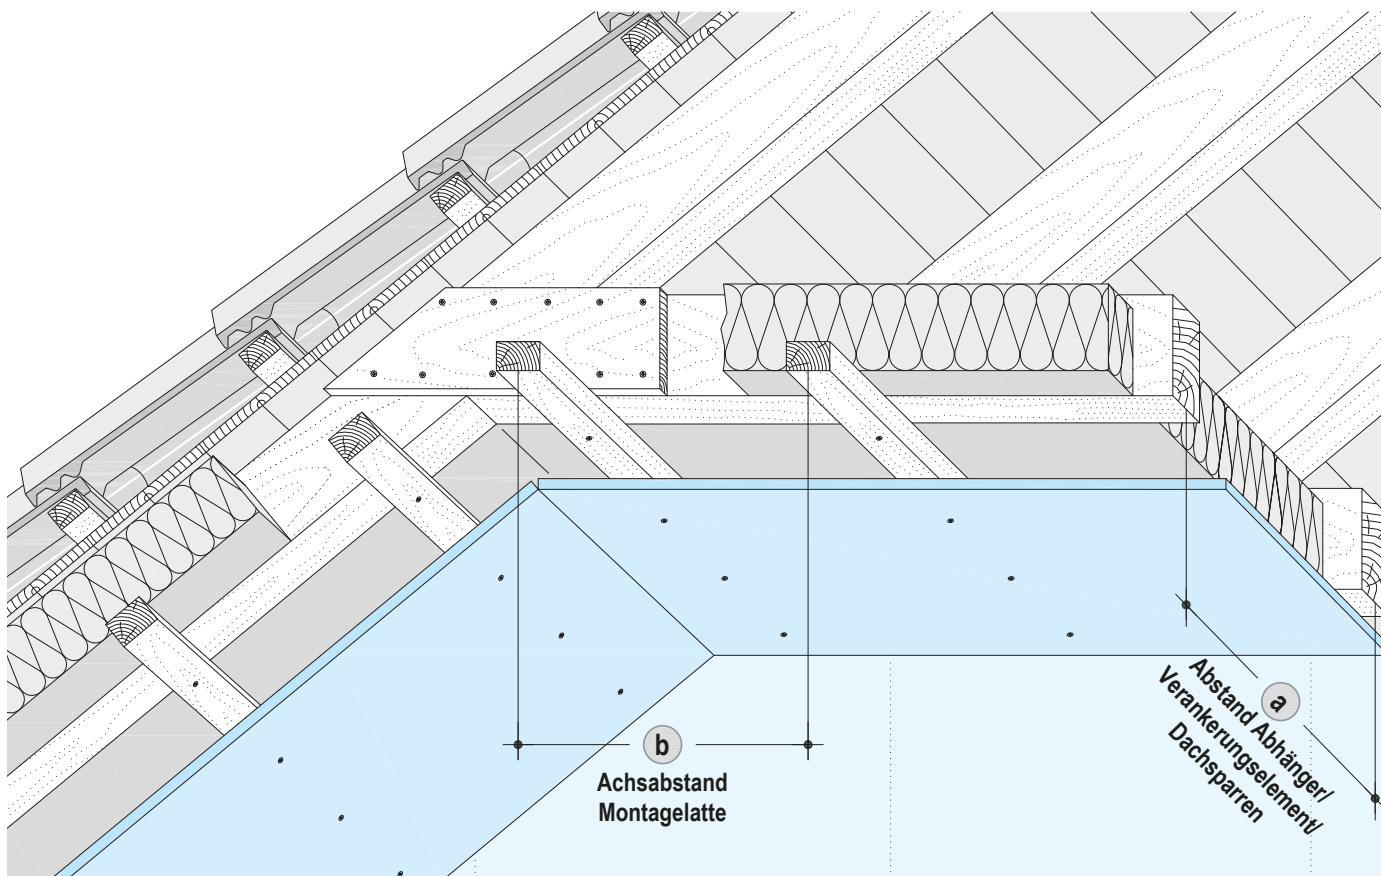 b
Achsabstand
Montagelatte
a
Abstand Abhänger/
Verankerungselement/
Dachsparren